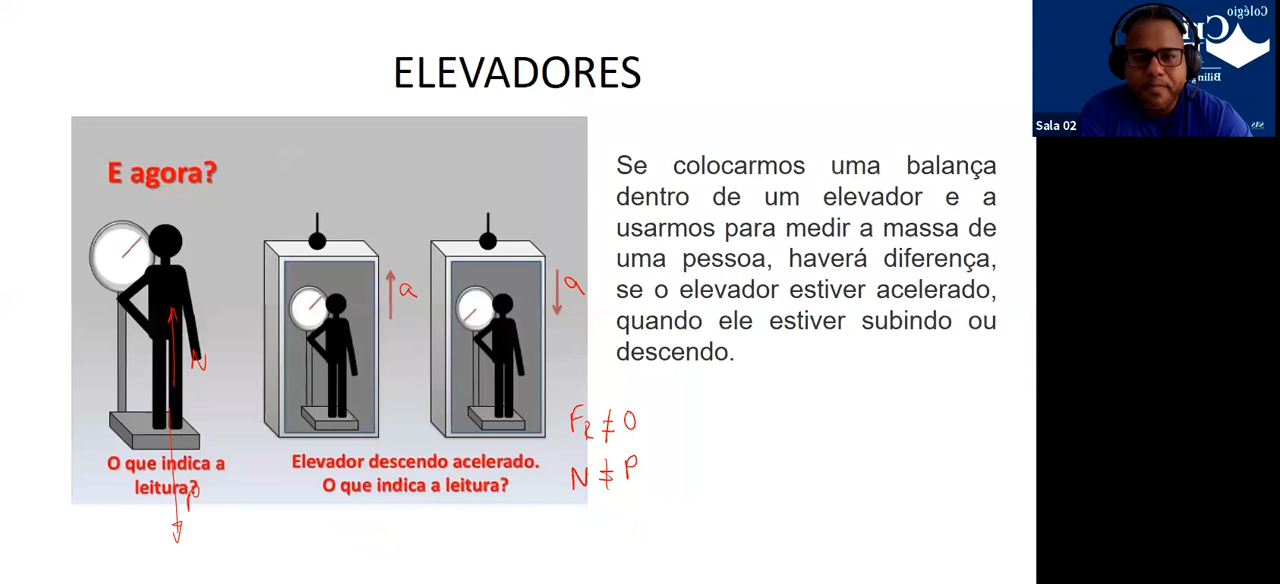 ELEVADORES
E agora?
a
a
N
P
O que indica a
leitura?
Elevador descendo acelerado.
O que indica a leitura?
Se colocarmos uma balança
dentro de um elevador e a
usarmos para medir a massa de
uma pessoa, haverá diferença,
se o elevador estiver acelerado,
quando ele estiver subindo ou
descendo.
FR ≠ 0
N ≠ P
Colégio
Sala 02